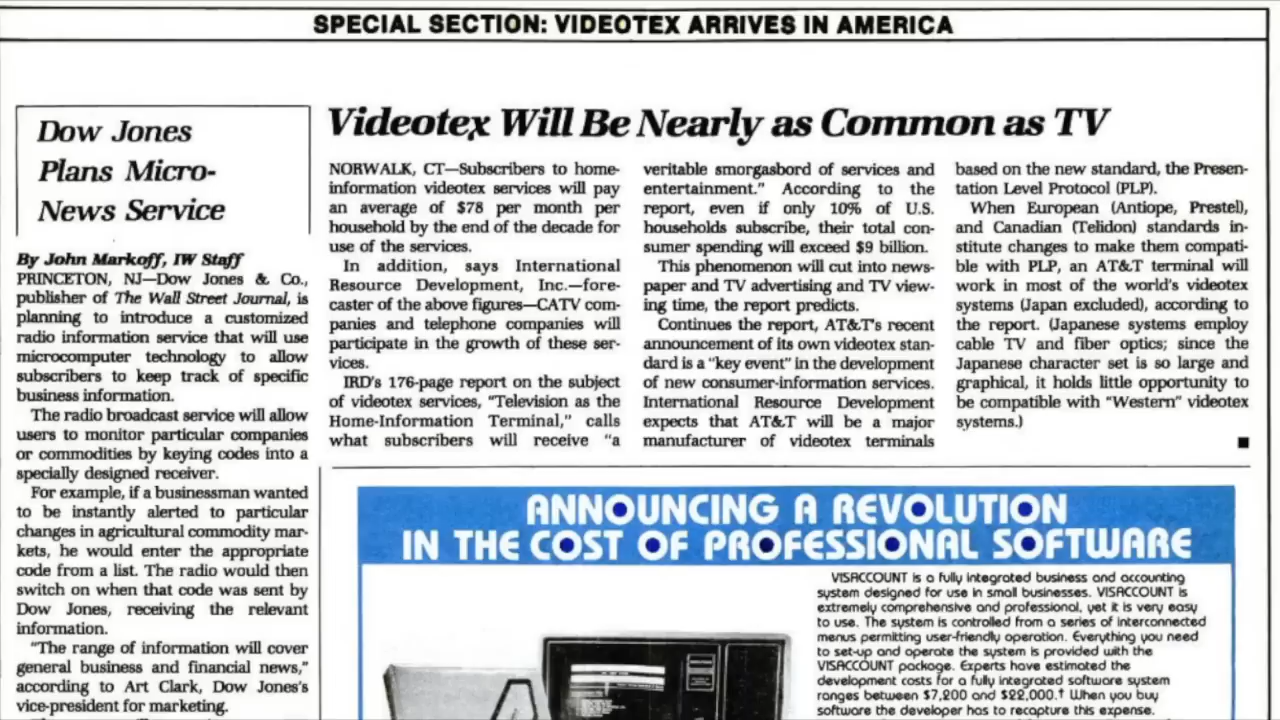 SPECIAL SECTION: VIDEOTEX ARRIVES IN AMERICA
Dow Jones
Plans Micro-
News Service
By John Markoff, IW Staff
PRINCETON, NJ—Dow Jones & Co.,
publisher of The Wall Street Journal, is
planning to introduce a customized
radio information service that will use
microcomputer technology to allow
subscribers to keep track of specific
business information.
The radio broadcast service will allow
users to monitor particular companies
or commodities by keying codes into a
specially designed receiver.
For example, if a businessman wanted
to be instantly alerted to particular
changes in agricultural commodity mar-
kets, he would enter the appropriate
code from a list. The radio would then
switch on when that code was sent by
Dow Jones, receiving the relevant
information.
"The range of information will cover
general business and financial news,"
according to Art Clark, Dow Jones's
vice-president for marketing.
Videotex Will Be Nearly as Common as TV
NORWALK, CT—Subscribers to home-
information videotex services will pay
an average of $78 per month per
household by the end of the decade for
use of the services.
In addition, says International
Resource Development, Inc.—fore-
caster of the above figures—CATV com-
panies and telephone companies will
participate in the growth of these ser-
vices.
IRD's 176-page report on the subject
of videotex services, "Television as the
Home-Information Terminal," calls
what subscribers will receive "a
veritable smorgasbord of services and
entertainment." According to the
report, even if only 10% of U.S.
households subscribe, their total con-
sumer spending will exceed $9 billion.
This phenomenon will cut into news-
paper and TV advertising and TV view-
ing time, the report predicts.
Continues the report, AT&T's recent
announcement of its own videotex stan-
dard is a "key event" in the development
of new consumer-information services.
International Resource Development
expects that AT&T will be a major
manufacturer of videotex terminals
based on the new standard, the Presen-
tation Level Protocol (PLP).
When European (Antiope, Prestel),
and Canadian (Telidon) standards in-
stitute changes to make them compati-
ble with PLP, an AT&T terminal will
work in most of the world's videotex
systems (Japan excluded), according to
the report. (Japanese systems employ
cable TV and fiber optics; since the
Japanese character set is so large and
graphical, it holds little opportunity to
be compatible with "Western" videotex
systems.)
ANNOUNCING A REVOLUTION
IN THE COST OF PROFESSIONAL SOFTWARE
VISACCOUNT is a fully integrated business and accounting
system designed for use in small businesses. VISACCOUNT is
extremely comprehensive and professional, yet it is very easy
to use. The system is controlled from a series of interconnected
menus permitting user-friendly operation. Everything you need
to set-up and operate the system is provided with the
VISACCOUNT package. Experts have estimated the
development costs for a fully integrated software system
ranges between $7,200 and $22,000.† When you buy
software the developer has to recapture this expense.